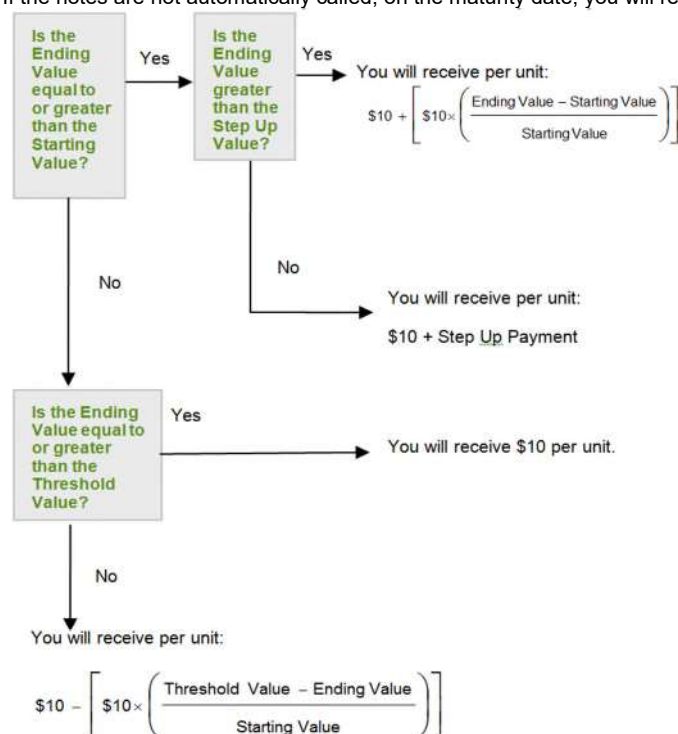 If the notes are not automatically called, on the maturity date, you will re
Is the
Ending
Value
equal to
or greater
than the
Starting
Value?
Yes
Is the
Ending
Value
greater
than the
Step Up
Value?
Yes
You will receive per unit:
$10 + [ $10× ( Ending Value – Starting Value
Starting Value ) ]
No
No
You will receive per unit:
$10 + Step Up Payment
Is the Ending
Value equal to
or greater
than the
Threshold
Value?
Yes
You will receive $10 per unit.
No
You will receive per unit:
$10 – [ $10× ( Threshold Value – Ending Value
Starting Value ) ]